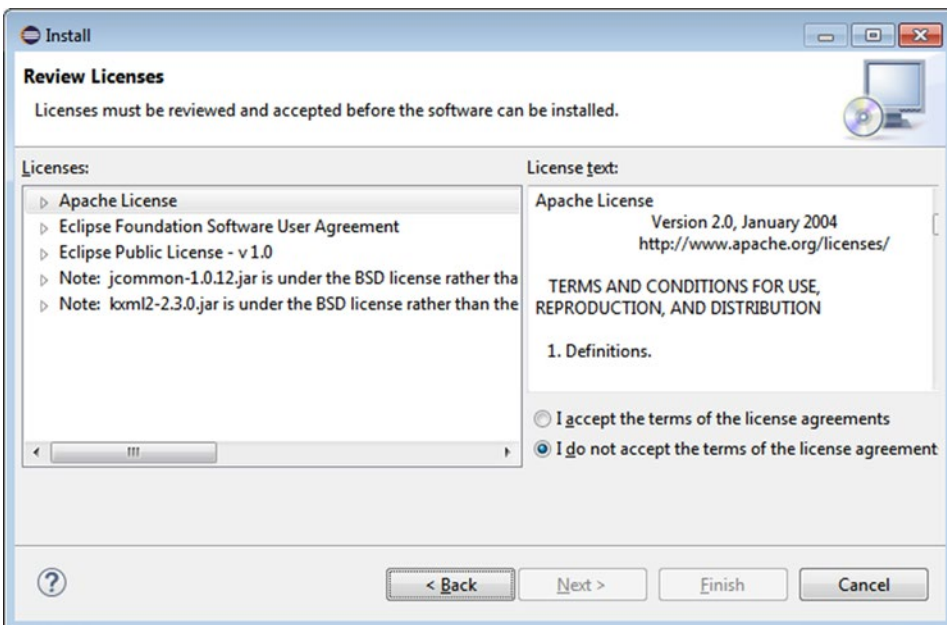 Install
Review Licenses
Licenses must be reviewed and accepted before the software can be installed.
Licenses:
Apache License
Eclipse Foundation Software User Agreement
Eclipse Public License - v 1.0
Note: jcommon-1.0.12.jar is under the BSD license rather tha
Note: kxml2-2.3.0.jar is under the BSD license rather than the
License text:
Apache License
Version 2.0, January 2004
http://www.apache.org/licenses/
TERMS AND CONDITIONS FOR USE,
REPRODUCTION, AND DISTRIBUTION
1. Definitions.
I accept the terms of the license agreements
I do not accept the terms of the license agreement
? < Back Next > Finish Cancel